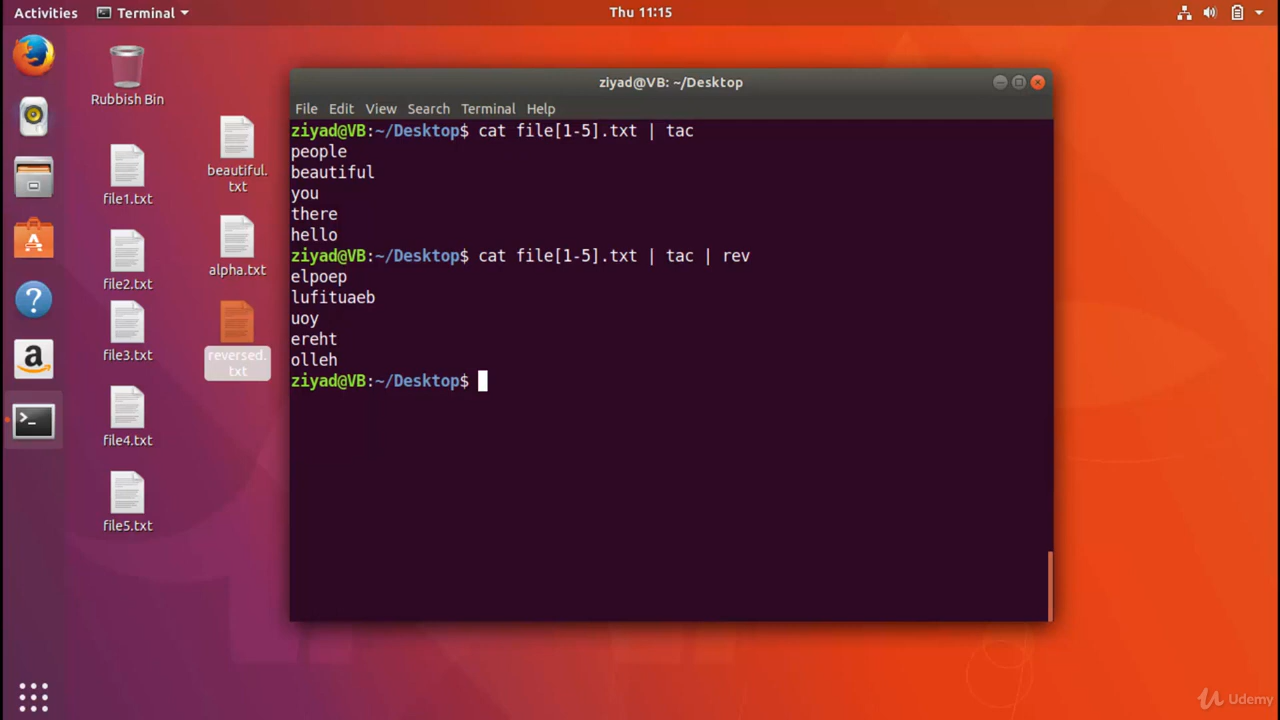 Activities
Terminal
Thu 11:15
Rubbish Bin
file1.txt
file2.txt
file3.txt
file4.txt
file5.txt
beautiful.
txt
alpha.txt
reversed.
txt
ziyad@VB: ~/Desktop
File Edit View Search Terminal Help
ziyad@VB:~/Desktop$ cat file[1-5].txt | tac
people
beautiful
you
there
hello
ziyad@VB:~/Desktop$ cat file[1-5].txt | tac | rev
elpoep
lufituaeb
uoy
ereht
olleh
ziyad@VB:~/Desktop$
Udemy